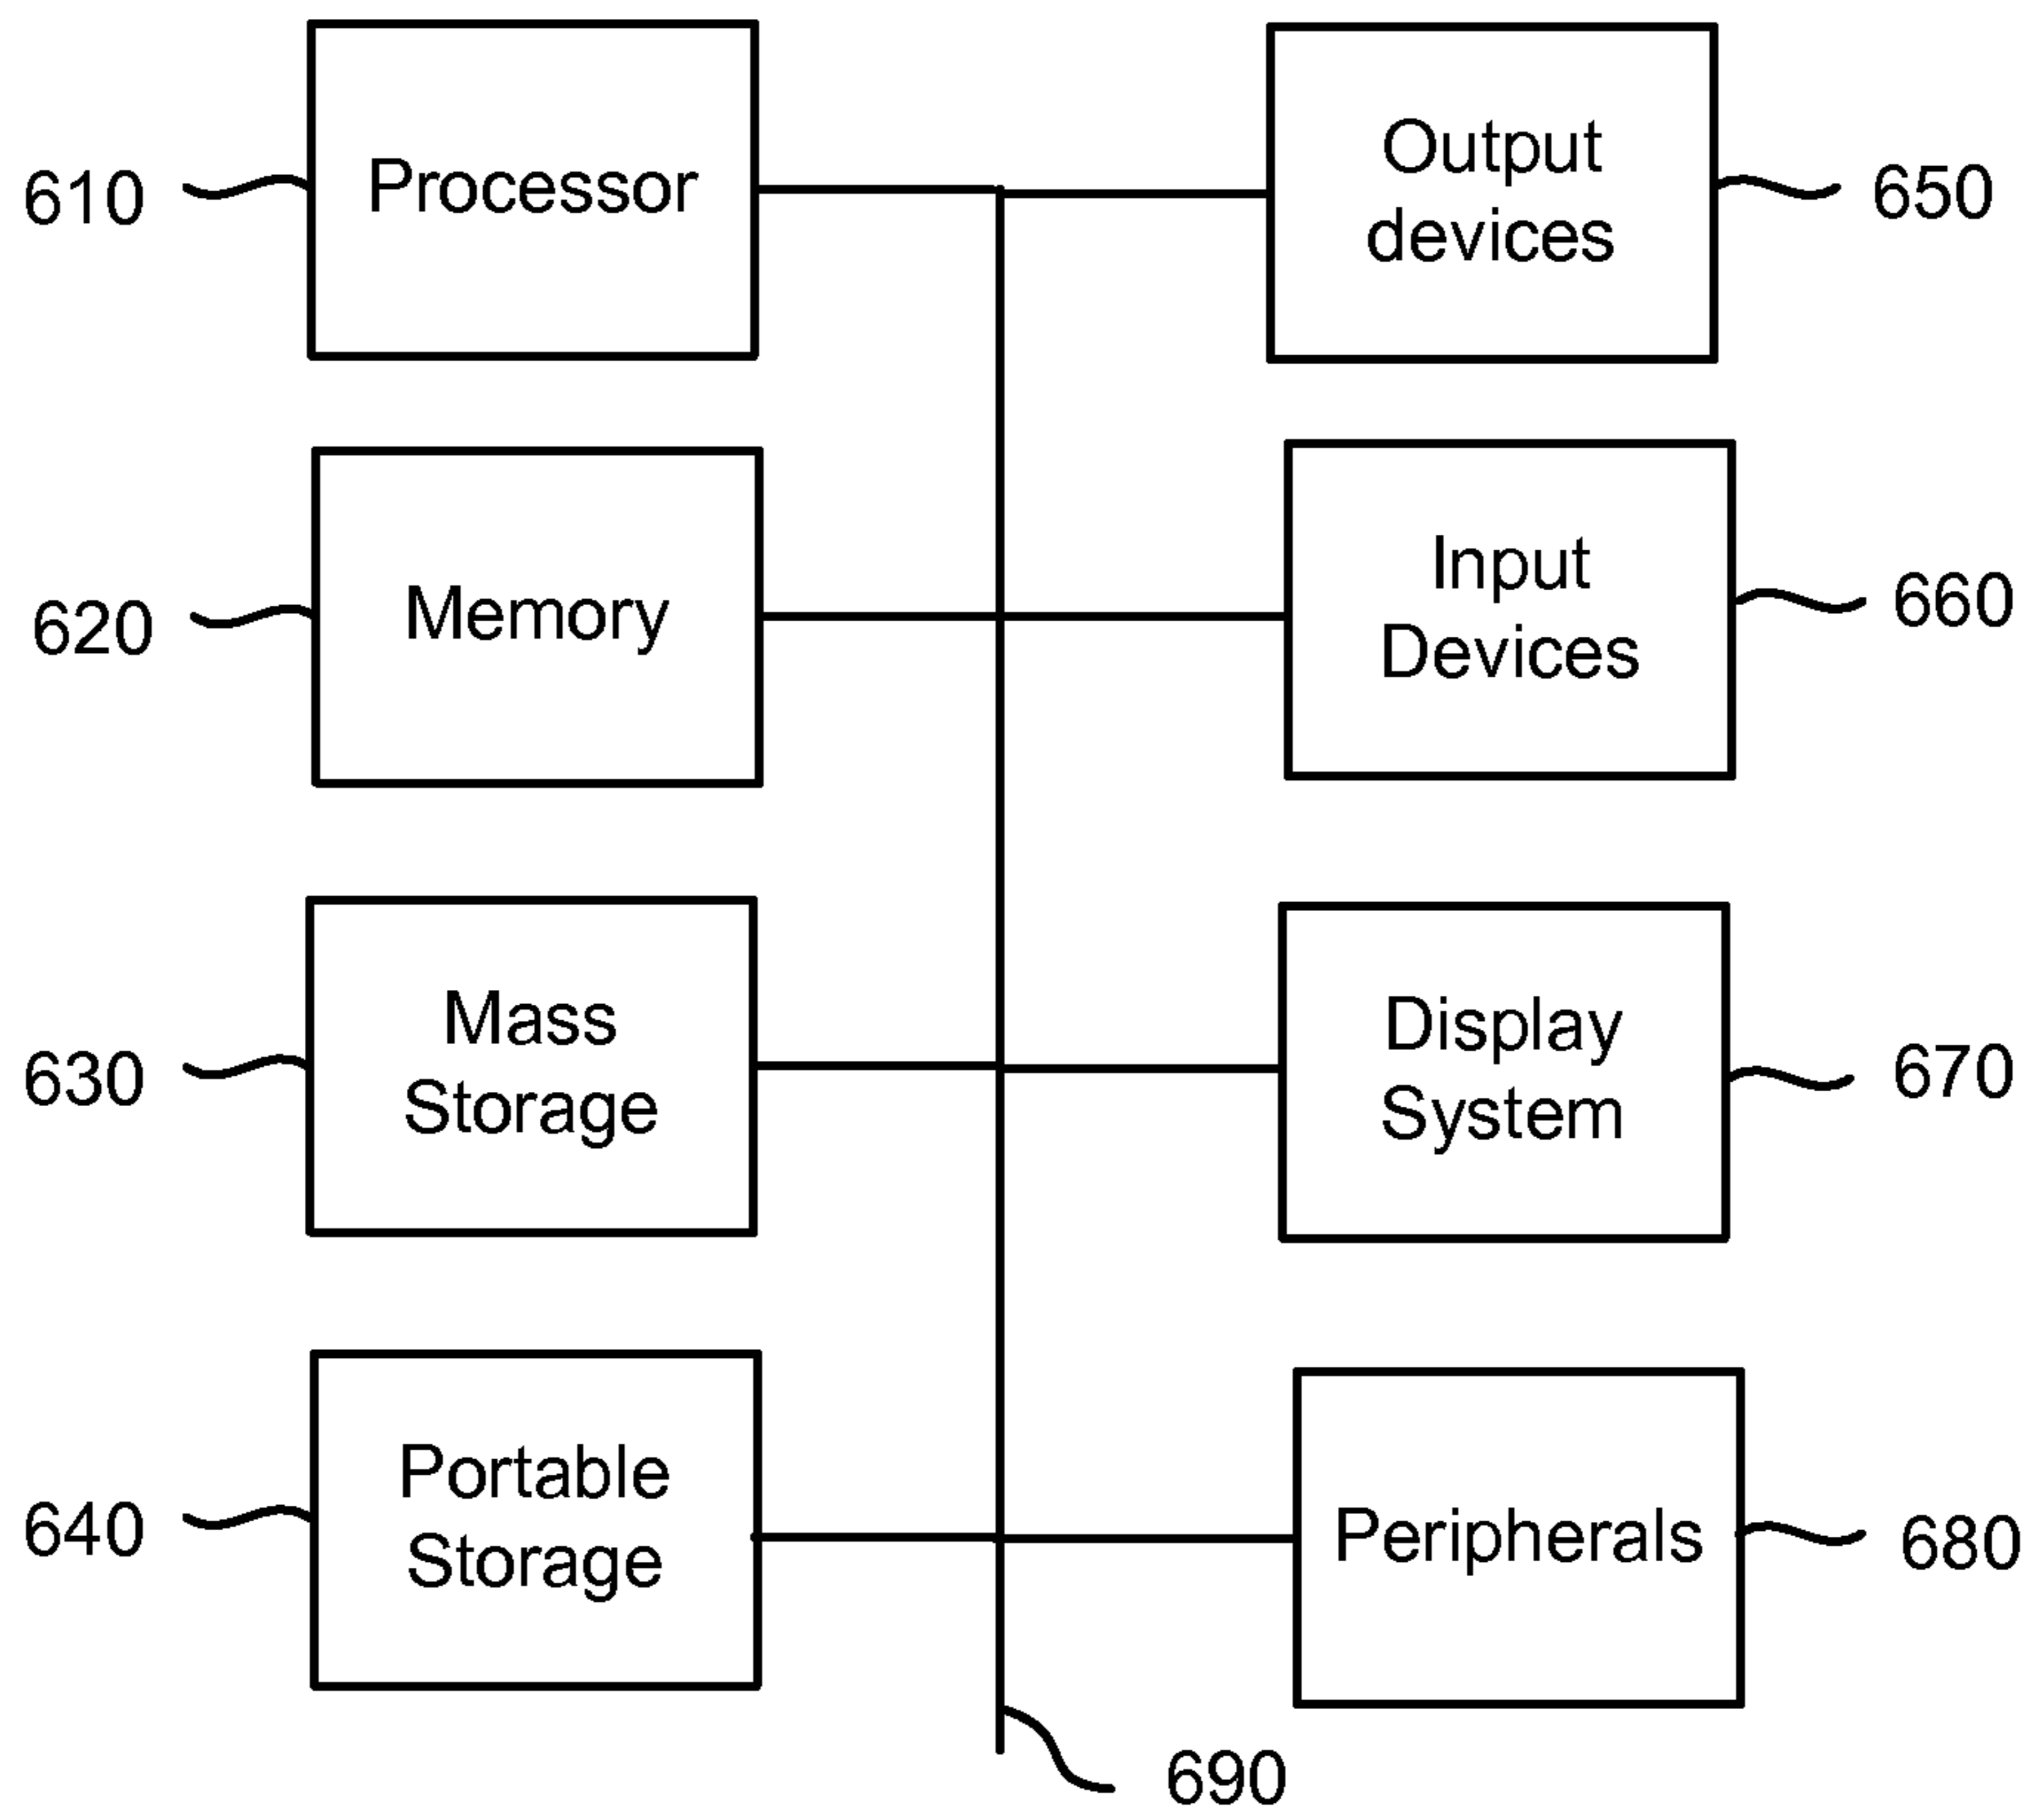 610
Processor
Output
devices
650
620
Memory
Input
Devices
660
630
Mass
Storage
Display
System
670
640
Portable
Storage
Peripherals
680
690